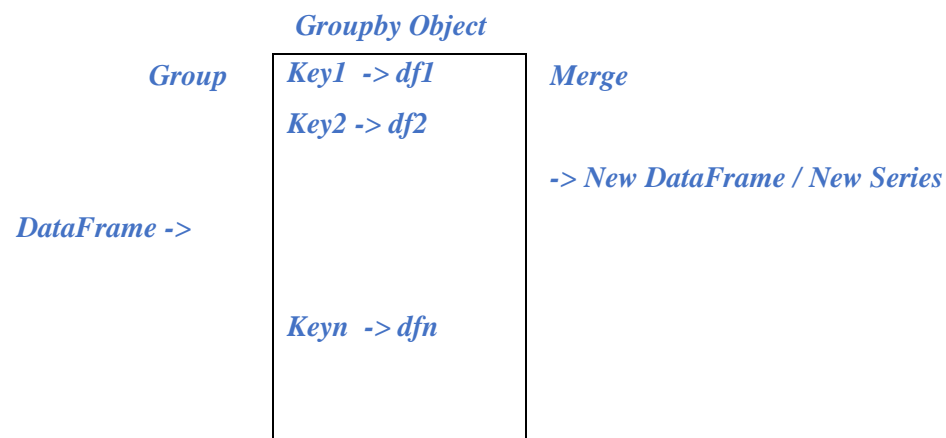 Groupby Object
Group
Key1 -> df1
Merge
Key2 -> df2
-> New DataFrame / New Series
DataFrame ->
Keyn -> dfn